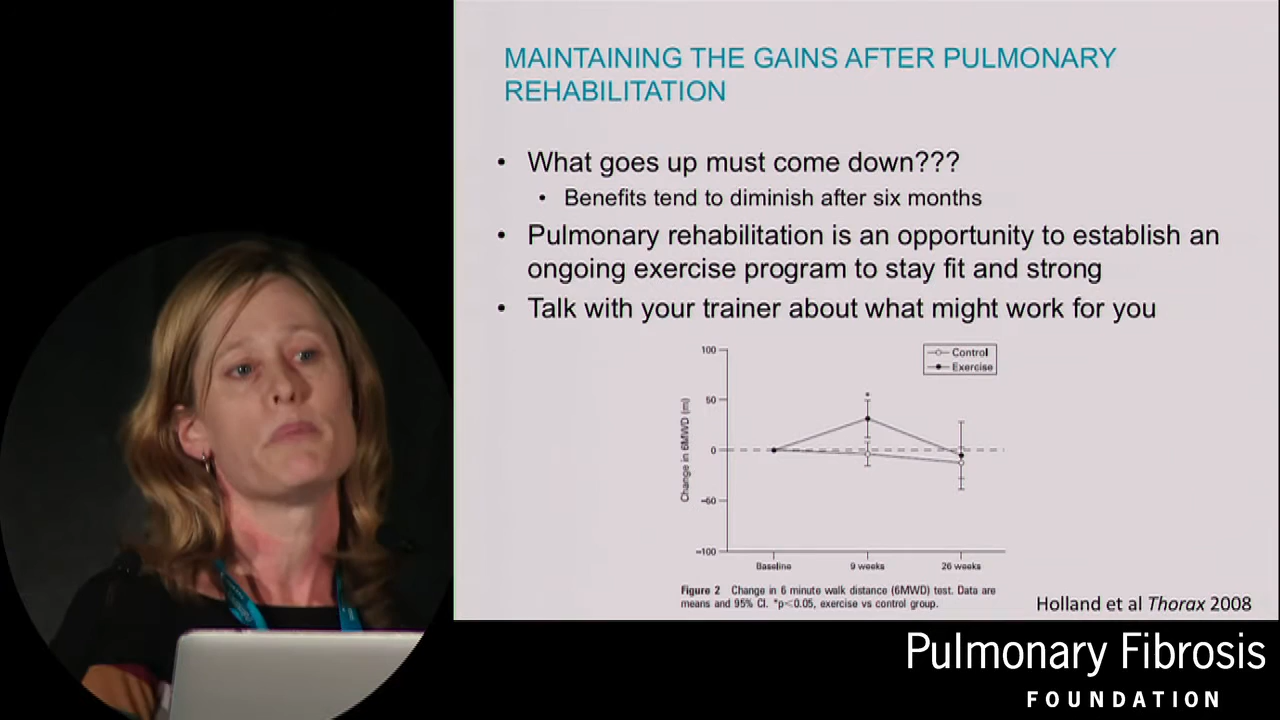 MAINTAINING THE GAINS AFTER PULMONARY
REHABILITATION
• What goes up must come down???
• Benefits tend to diminish after six months
• Pulmonary rehabilitation is an opportunity to establish an
ongoing exercise program to stay fit and strong
• Talk with your trainer about what might work for you
100
50
0
-50
-100
Change in 6MWD (m)
Control
Exercise
*
Baseline
9 weeks
26 weeks
Figure 2 Change in 6 minute walk distance (6MWD) test. Data are
means and 95% CI. *p<0.05, exercise vs control group.
Holland et al Thorax 2008
Pulmonary Fibrosis
FOUNDATION